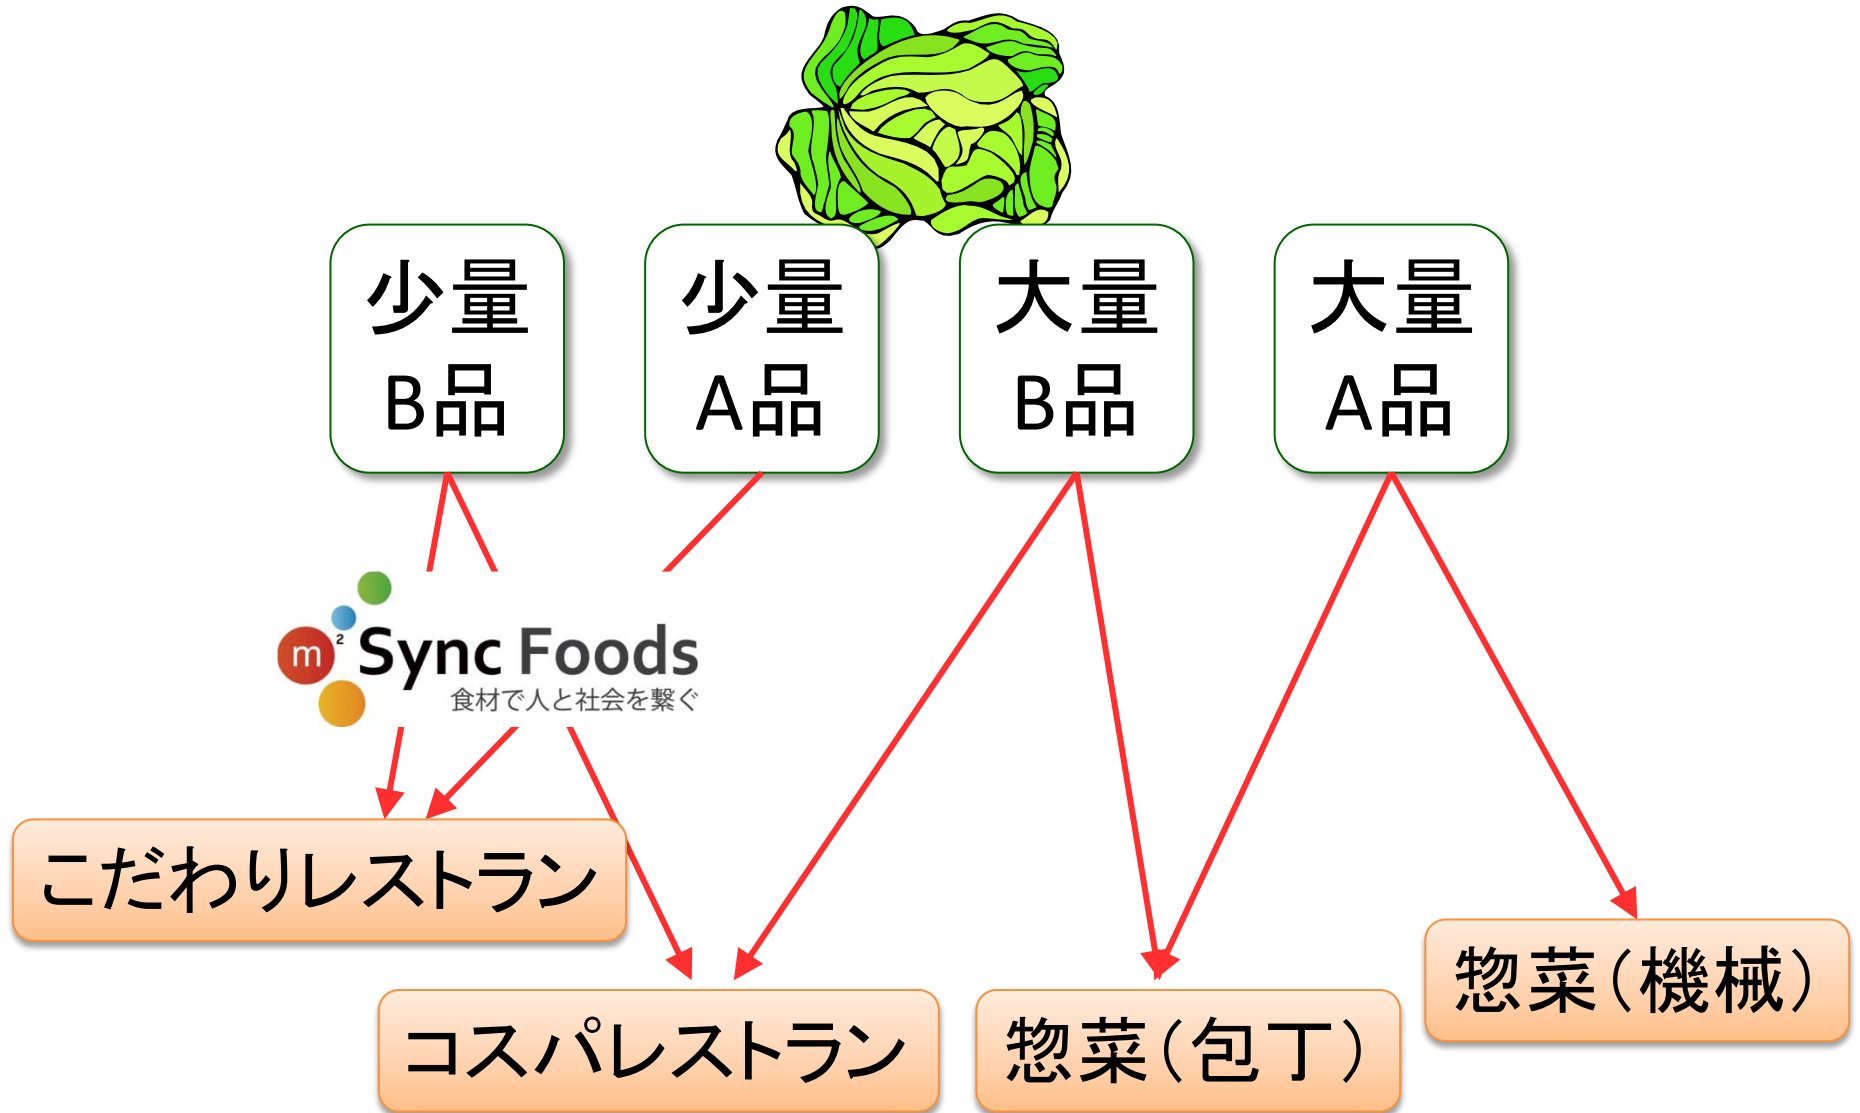 少量
B品
少量
A品
大量
B品
大量
A品
m² Sync Foods
食材で人と社会を繋ぐ
こだわりレストラン
コスパレストラン
惣菜（包丁）
惣菜（機械）